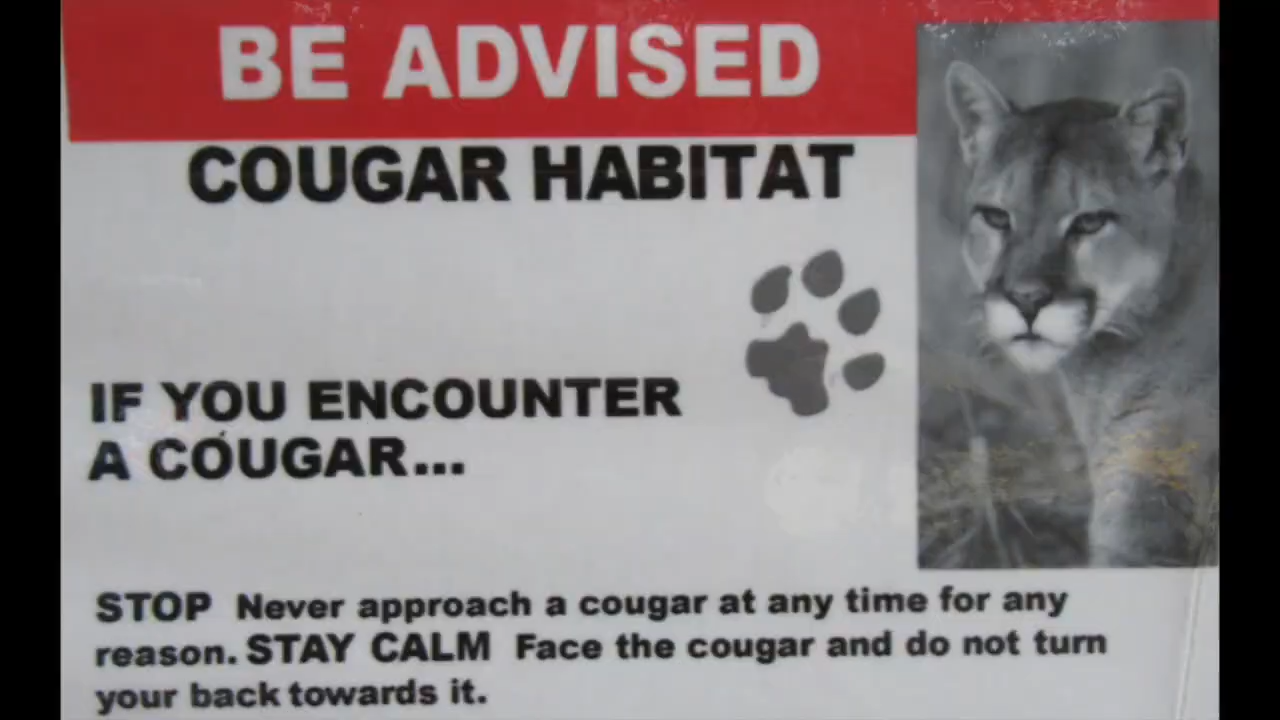 BE ADVISED
COUGAR HABITAT
IF YOU ENCOUNTER
A COUGAR...
STOP Never approach a cougar at any time for any
reason. STAY CALM Face the cougar and do not turn
your back towards it.